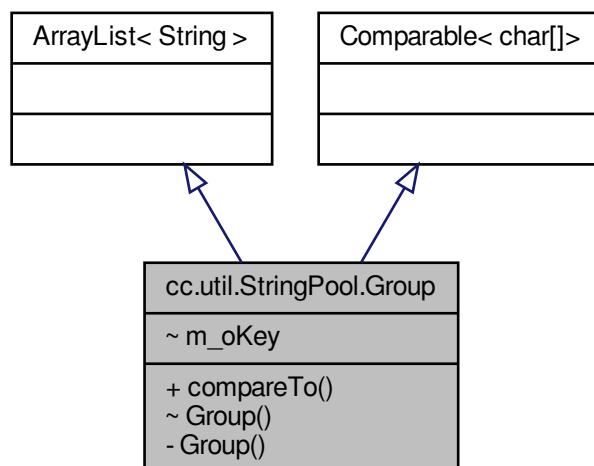 ArrayList< String >
Comparable< char[]>
cc.util.StringPool.Group
~ m_oKey
+ compareTo()
~ Group()
- Group()